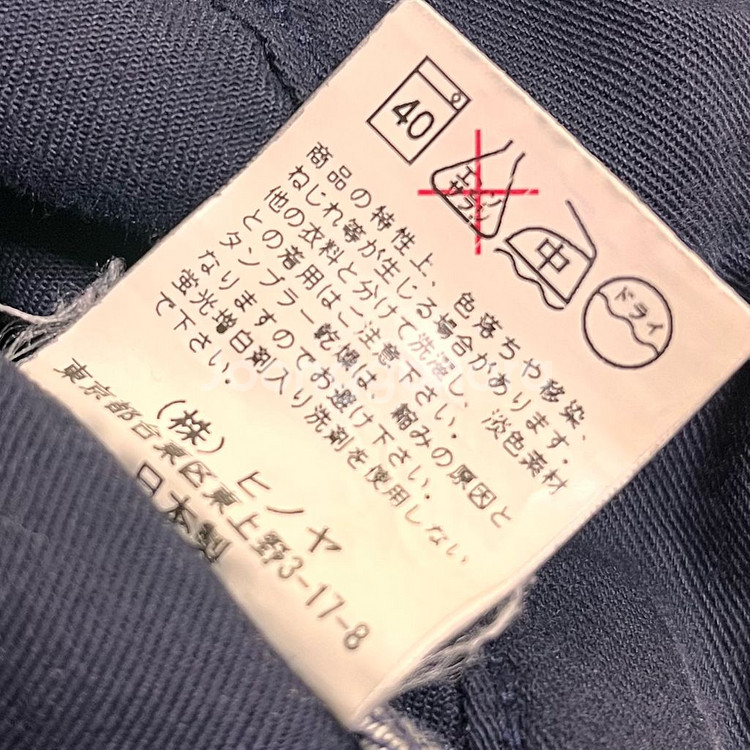 40
エンソ
サラシ
中
ドライ
商品の特性上、色落ちや移染、
ねじれ等が生じる場合があります。
他の衣料と分けて洗濯し、淡色素材
との着用はご注意下さい。
タンブラー乾燥は、縮みの原因と
なりますのでお避け下さい。
蛍光増白剤入り洗剤を使用しない
で下さい。
(株)ヒノヤ
東京都台東区東上野3-17-8
日本製